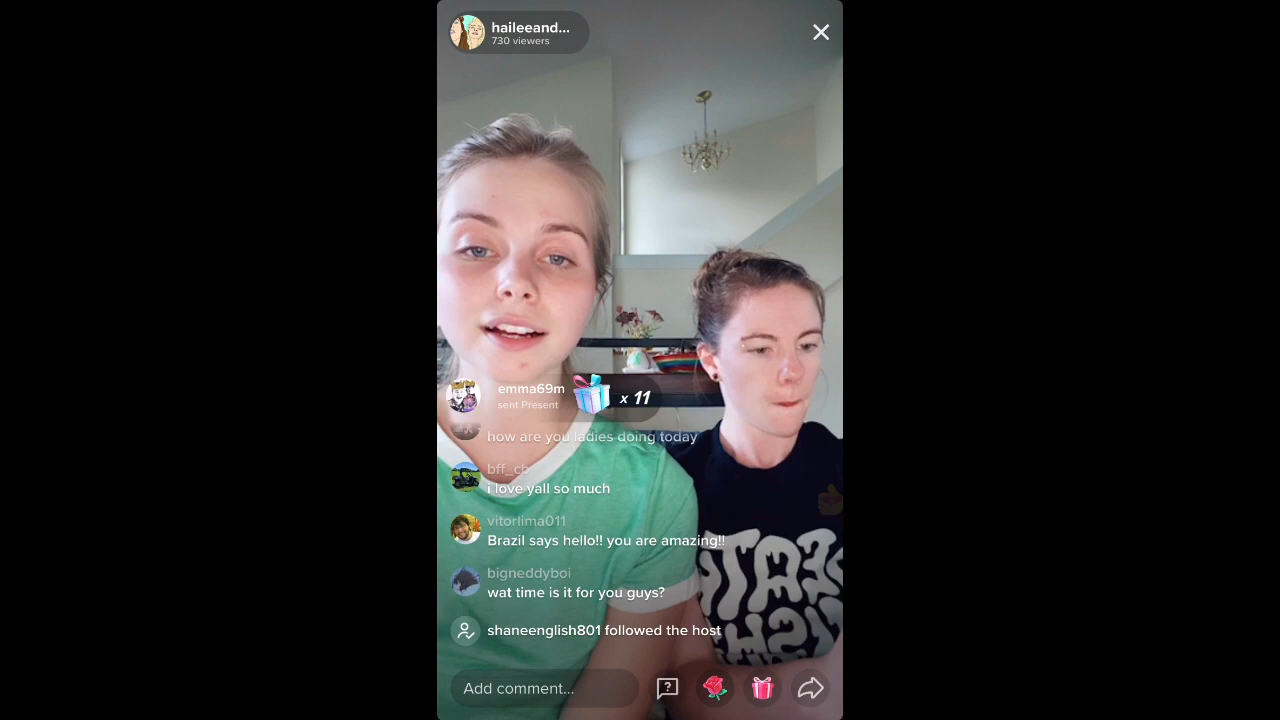 haileeand...
730 viewers
emma69m
sent Present
x 11
how are you ladies doing today
bff_cb
i love yall so much
vitorlima011
Brazil says hello!! you are amazing!!
bigneddyboi
wat time is it for you guys?
shaneenglish801 followed the host
Add comment...